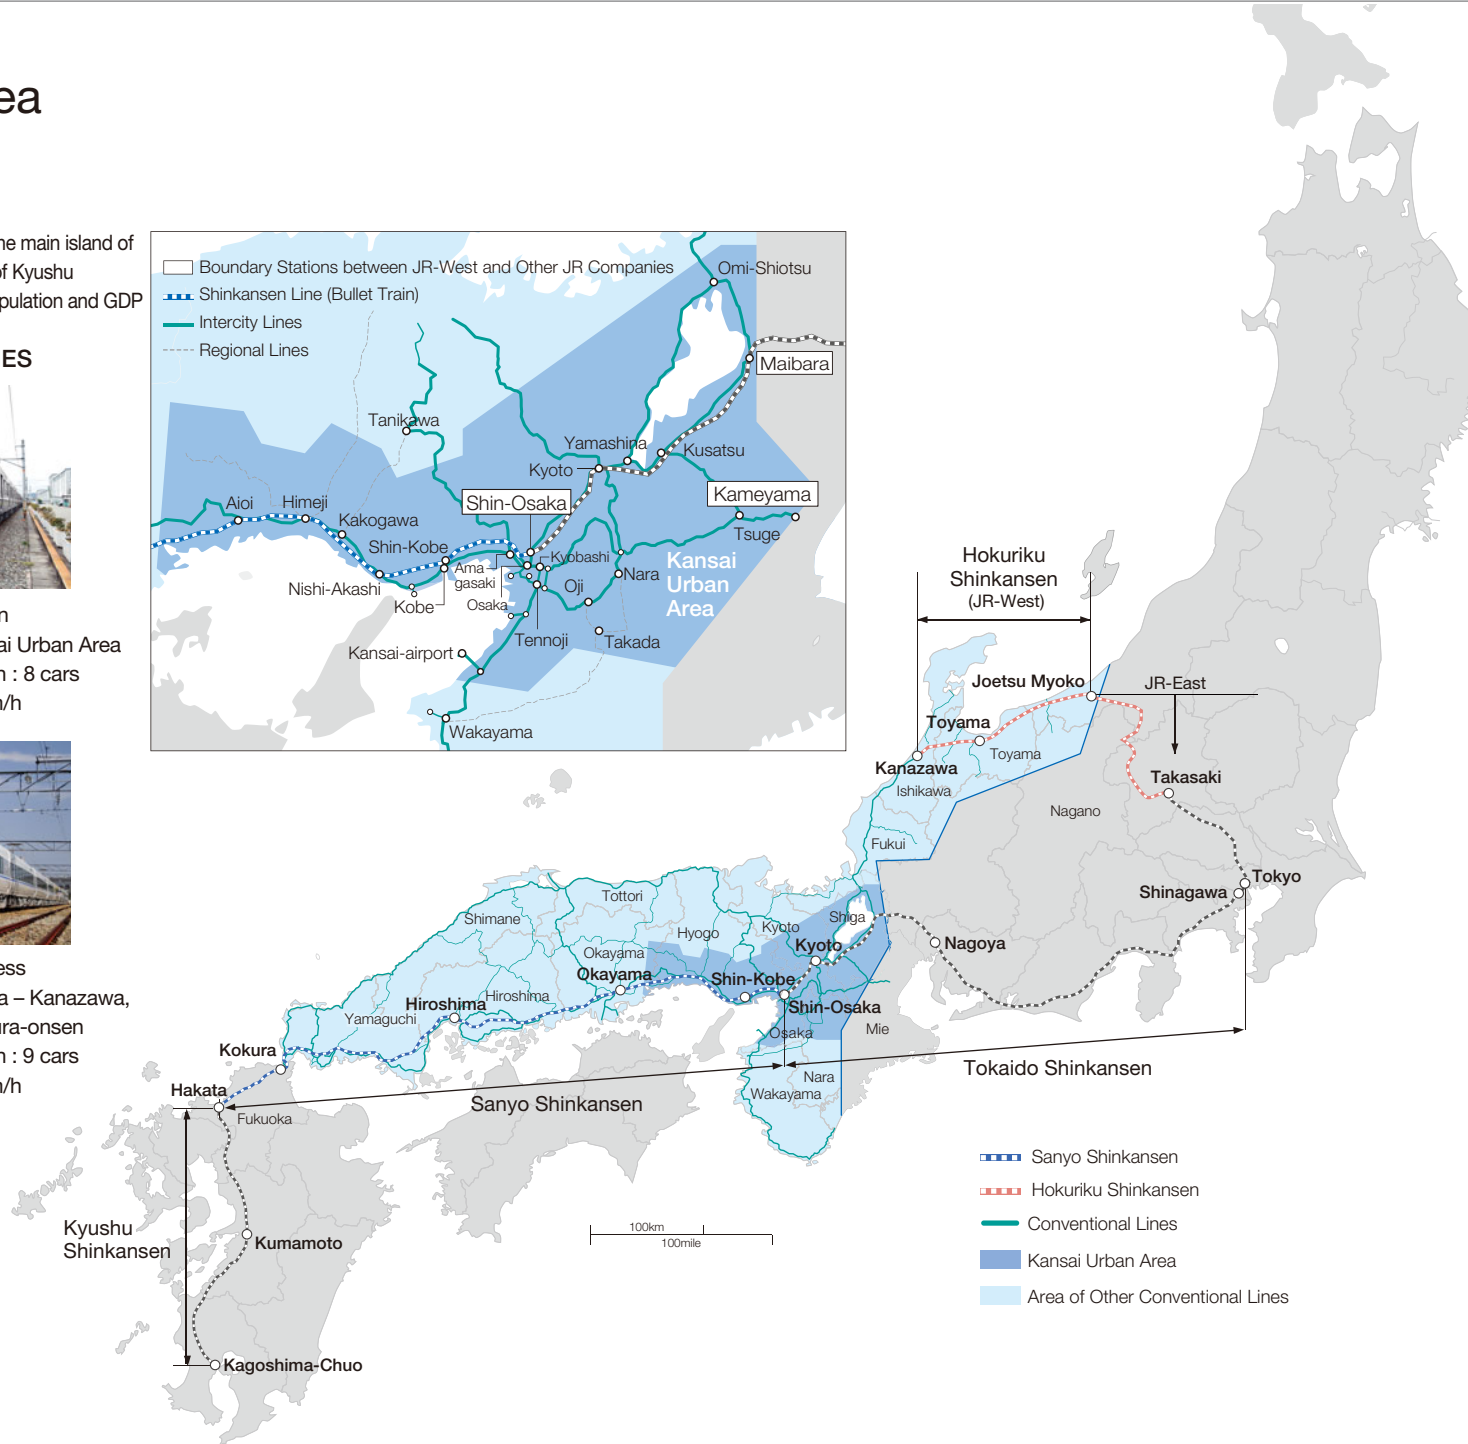 ea
he main island of
of Kyushu
pulation and GDP
ES
n
ai Urban Area
n : 8 cars
n/h
ess
a – Kanazawa,
ura-onsen
n : 9 cars
n/h
Boundary Stations between JR-West and Other JR Companies
Shinkansen Line (Bullet Train)
Intercity Lines
Regional Lines
Omi-Shiotsu
Maibara
Tanikawa
Yamashina
Kusatsu
Kyoto
Shin-Osaka
Kameyama
Tsuge
Aioi
Himeji
Kakogawa
Shin-Kobe
Nishi-Akashi
Kobe
Ama
gasaki
Osaka
Kyobashi
Oji
Nara
Kansai
Urban
Area
Tennoji
Takada
Kansai-airport
Wakayama
Hokuriku
Shinkansen
(JR-West)
Joetsu Myoko
JR-East
Toyama
Toyama
Kanazawa
Ishikawa
Takasaki
Nagano
Fukui
Tokyo
Shinagawa
Nagoya
Tottori
Shimane
Shiga
Kyoto
Hyogo
Kyoto
Okayama
Okayama
Shin-Kobe
Hiroshima
Hiroshima
Shin-Osaka
Yamaguchi
Osaka
Mie
Kokura
Tokaido Shinkansen
Nara
Hakata
Wakayama
Sanyo Shinkansen
Fukuoka
Kyushu
Shinkansen
Kumamoto
Kagoshima-Chuo
100km
100mile
Sanyo Shinkansen
Hokuriku Shinkansen
Conventional Lines
Kansai Urban Area
Area of Other Conventional Lines